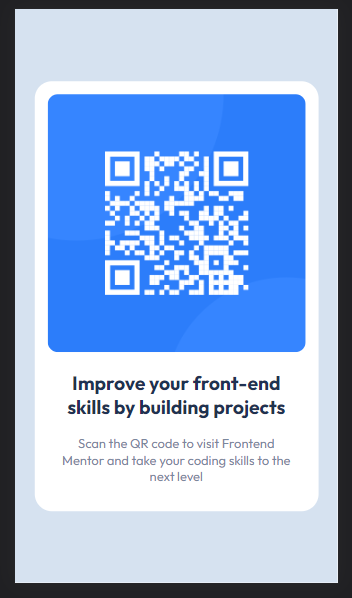 Improve your front-end
skills by building projects
Scan the QR code to visit Frontend
Mentor and take your coding skills to the
next level